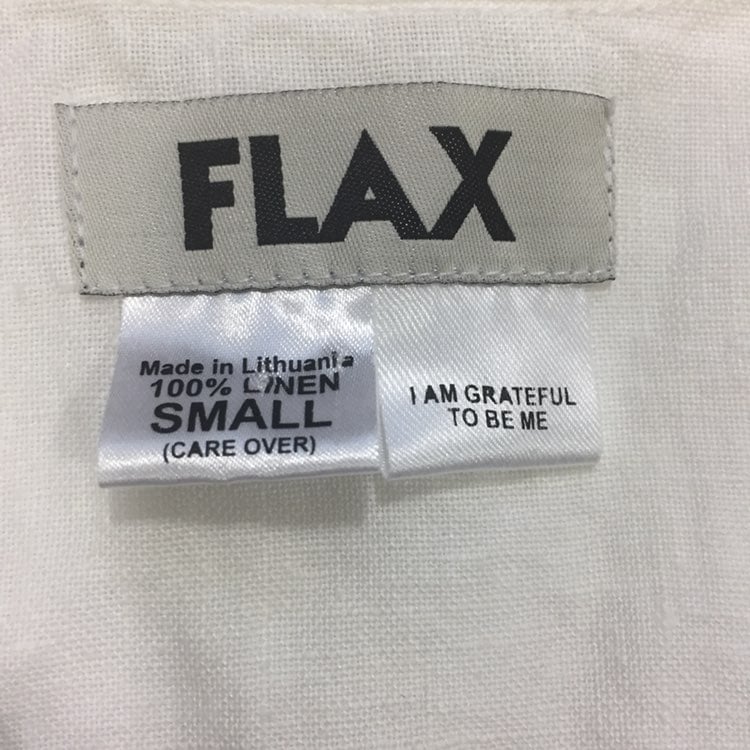 FLAX
Made in Lithuania
100% LINEN
SMALL
(CARE OVER)
I AM GRATEFUL
TO BE ME